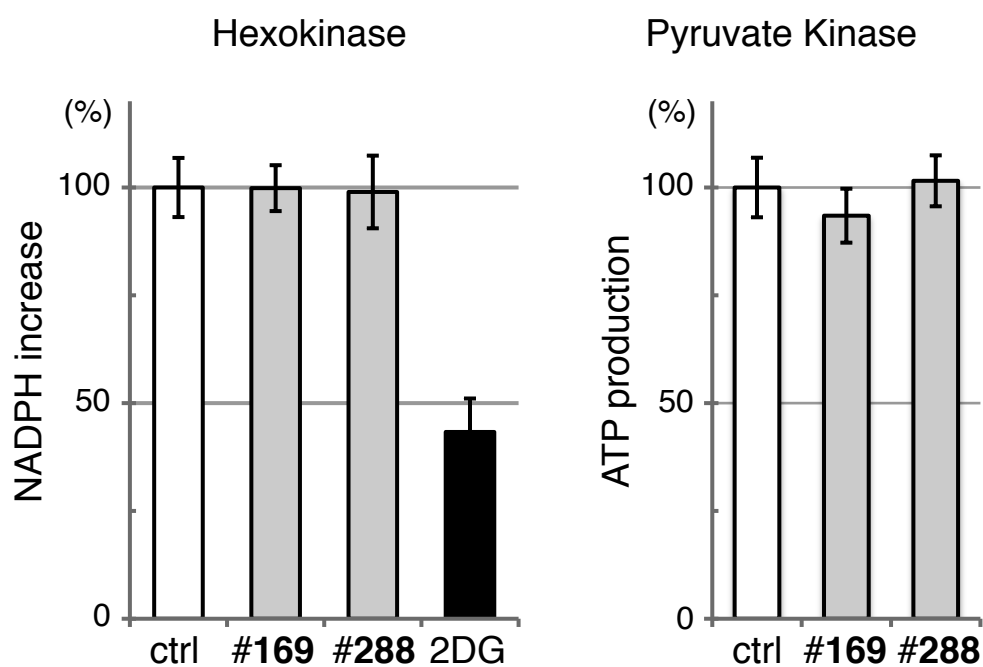 Hexokinase
(%)
100
50
0
NADPH increase
ctrl #169 #288 2DG
Pyruvate Kinase
(%)
100
50
0
ATP production
ctrl #169 #288